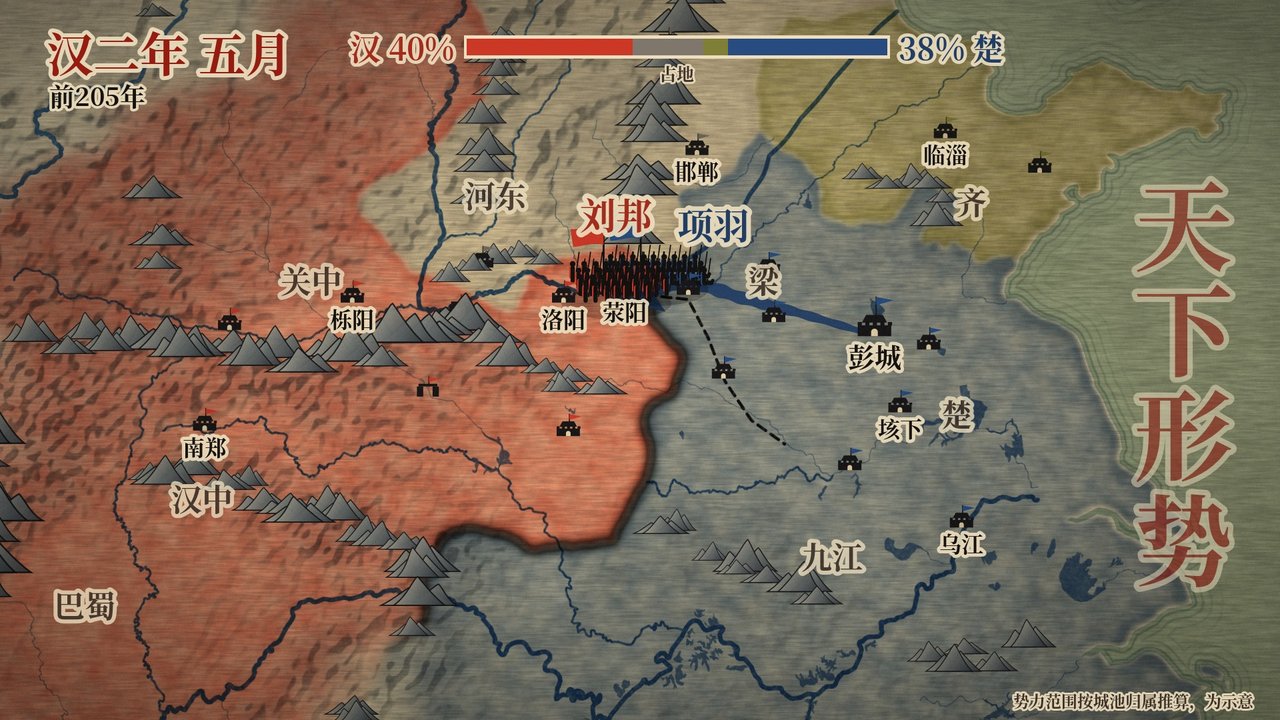 汉二年 五月
前205年
汉 40%
38% 楚
占地
临淄
邯郸
齐
河东
刘邦
项羽
关中
梁
栎阳
洛阳
荥阳
彭城
楚
垓下
南郑
汉中
乌江
九江
巴蜀
天下形势
势力范围按城池归属推算，为示意